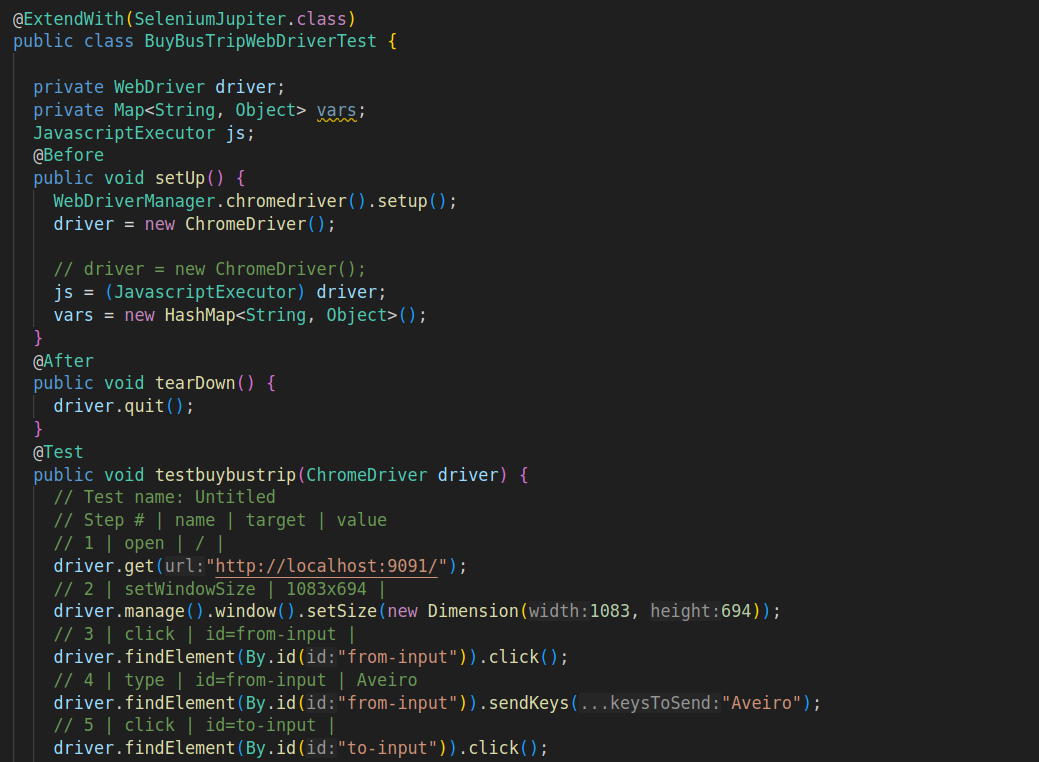 @ExtendWith(SeleniumJupiter.class)
public class BuyBusTripWebDriverTest {
private WebDriver driver;
private Map<String, Object> vars;
JavascriptExecutor js;
@Before
public void setUp() {
WebDriverManager.chromedriver().setup();
driver = new ChromeDriver();
// driver = new ChromeDriver();
js = (JavascriptExecutor) driver;
vars = new HashMap<String, Object>();
}
@After
public void tearDown() {
driver.quit();
}
@Test
public void testbuybustrip(ChromeDriver driver) {
// Test name: Untitled
// Step # | name | target | value
// 1 | open | / |
driver.get(url:"http://localhost:9091/");
// 2 | setWindowSize | 1083x694 |
driver.manage().window().setSize(new Dimension(width:1083, height:694));
// 3 | click | id=from-input |
driver.findElement(By.id(id:"from-input")).click();
// 4 | type | id=from-input | Aveiro
driver.findElement(By.id(id:"from-input")).sendKeys(...keysToSend:"Aveiro");
// 5 | click | id=to-input |
driver.findElement(By.id(id:"to-input")).click();